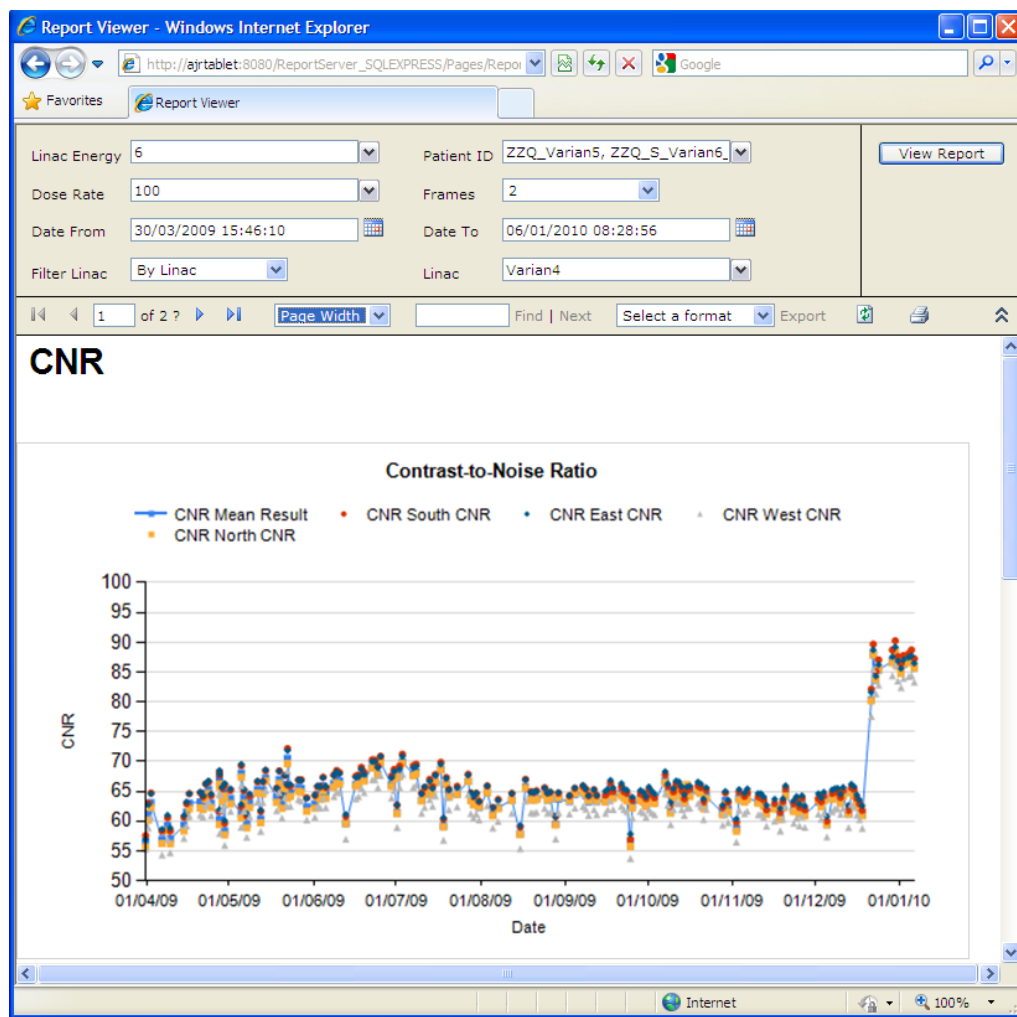 Report Viewer - Windows Internet Explorer
http://ajrtablet:8080/ReportServer_SQLEXPRESS/Pages/Repor
Google
Favorites
Report Viewer
Linac Energy 6 Patient ID ZZQ_Varian5, ZZQ_S_Varian6_ View Report
Dose Rate 100 Frames 2
Date From 30/03/2009 15:46:10 Date To 06/01/2010 08:28:56
Filter Linac By Linac Linac Varian4
1 of 2 ? Page Width Find | Next Select a format Export
CNR
Contrast-to-Noise Ratio
CNR Mean Result CNR South CNR CNR East CNR CNR West CNR
CNR North CNR
100
95
90
85
80
75
70
65
60
55
50
CNR
01/04/09 01/05/09 01/06/09 01/07/09 01/08/09 01/09/09 01/10/09 01/11/09 01/12/09 01/01/10
Date
Internet 100%